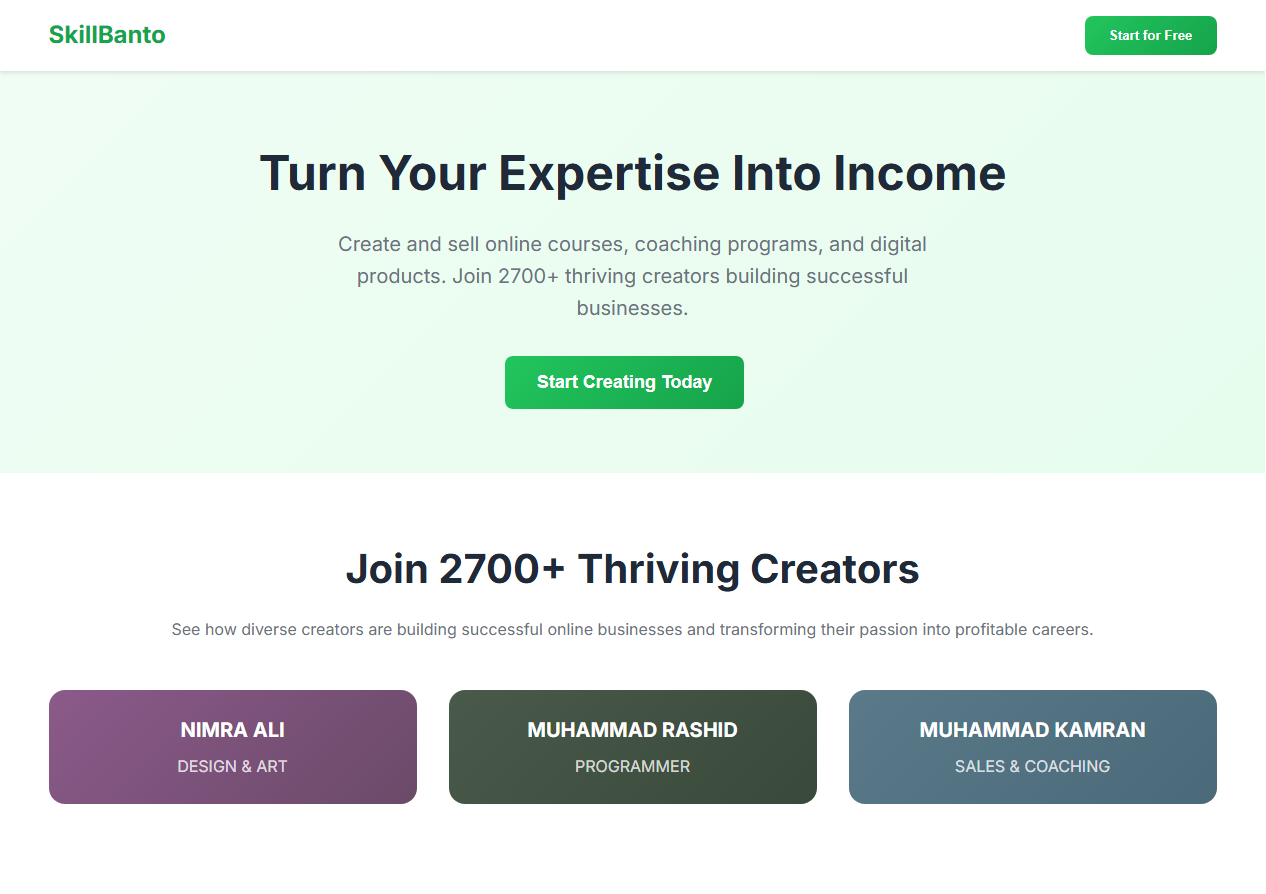 SkillBanto
Start for Free
Turn Your Expertise Into Income
Create and sell online courses, coaching programs, and digital
products. Join 2700+ thriving creators building successful
businesses.
Start Creating Today
Join 2700+ Thriving Creators
See how diverse creators are building successful online businesses and transforming their passion into profitable careers.
NIMRA ALI
DESIGN & ART
MUHAMMAD RASHID
PROGRAMMER
MUHAMMAD KAMRAN
SALES & COACHING